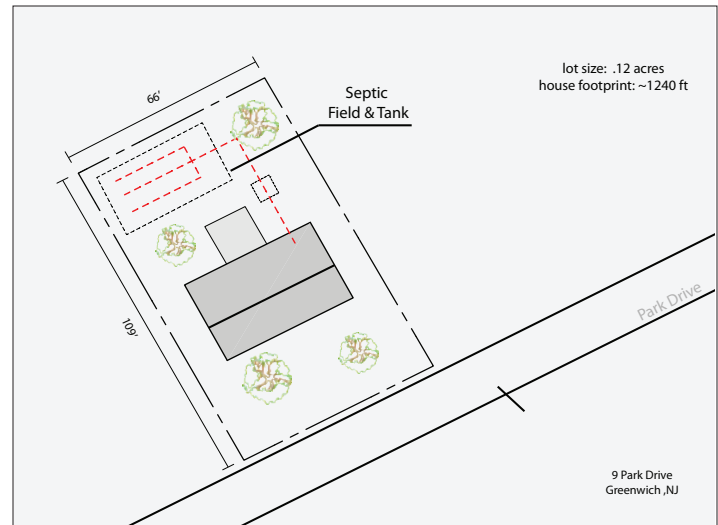 66'
lot size: .12 acres
house footprint: ~1240 ft
Septic
Field & Tank
109'
Park Drive
9 Park Drive
Greenwich ,NJ